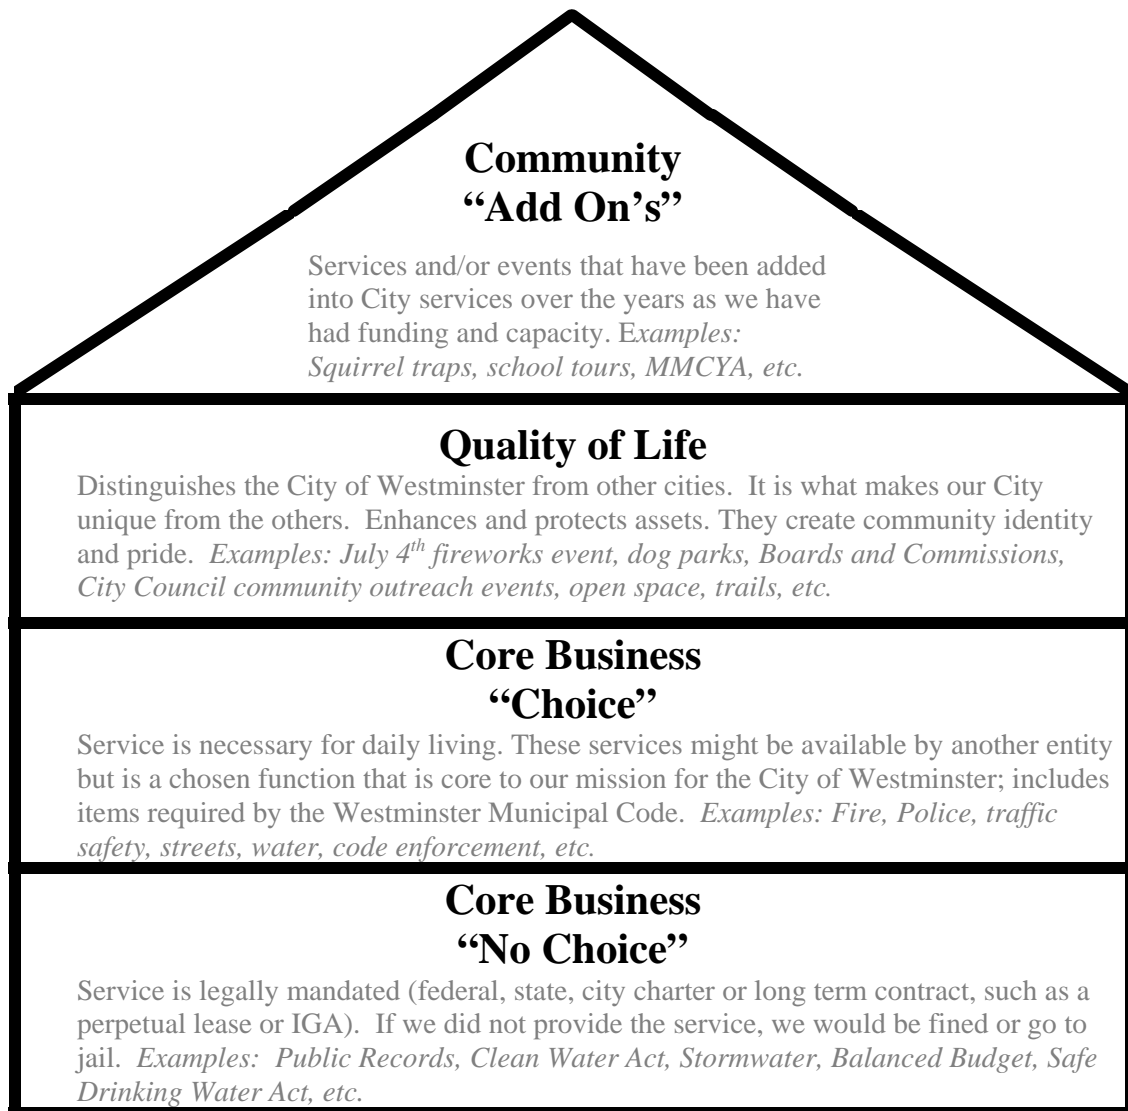 Community
“Add On’s”
Services and/or events that have been added
into City services over the years as we have
had funding and capacity. Examples:
Squirrel traps, school tours, MMCYA, etc.
Quality of Life
Distinguishes the City of Westminster from other cities.  It is what makes our City
unique from the others.  Enhances and protects assets. They create community identity
and pride.  Examples: July 4th fireworks event, dog parks, Boards and Commissions,
City Council community outreach events, open space, trails, etc.
Core Business
“Choice”
Service is necessary for daily living. These services might be available by another entity
but is a chosen function that is core to our mission for the City of Westminster; includes
items required by the Westminster Municipal Code.  Examples: Fire, Police, traffic
safety, streets, water, code enforcement, etc.
Core Business
“No Choice”
Service is legally mandated (federal, state, city charter or long term contract, such as a
perpetual lease or IGA).  If we did not provide the service, we would be fined or go to
jail.  Examples:  Public Records, Clean Water Act, Stormwater, Balanced Budget, Safe
Drinking Water Act, etc.